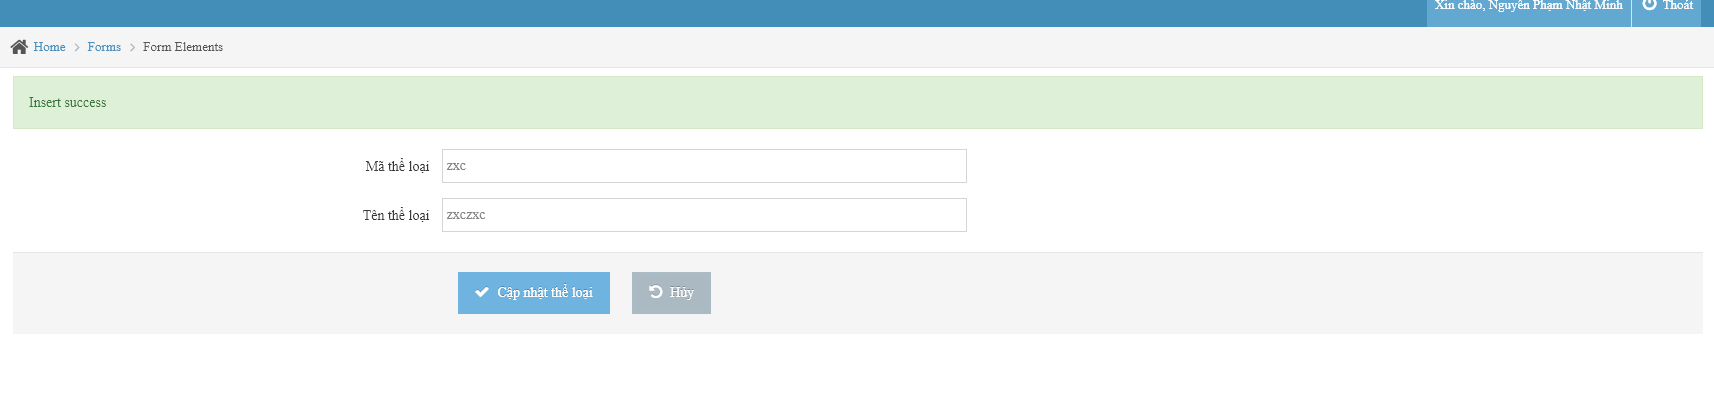 Xin chào, Nguyễn Phạm Nhật Minh Thoát
Home Forms Form Elements
Insert success
Mã thể loại zxc
Tên thể loại zxczxc
Cập nhật thể loại Hủy